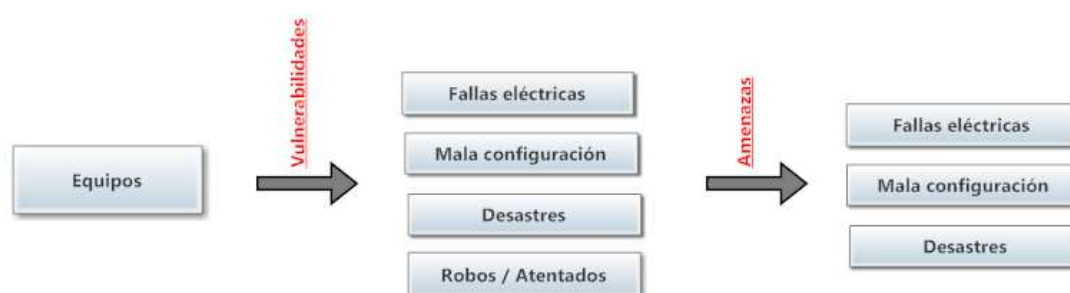 Equipos
Vulnerabilidades
Fallas eléctricas
Mala configuración
Desastres
Robos / Atentados
Amenazas
Fallas eléctricas
Mala configuración
Desastres